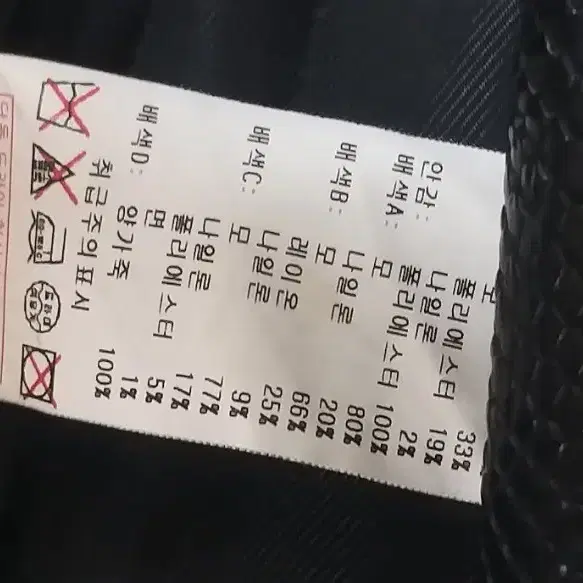 모 33%
폴리에스터 19%
나일론 2%
안감: 폴리에스터 100%
배색A: 모 80%
나일론 20%
배색B: 모 66%
레이온 25%
나일론 9%
배색C: 모 77%
나일론 17%
폴리에스터 5%
면 1%
배색D: 양가죽 100%
취급주의표시
드라이